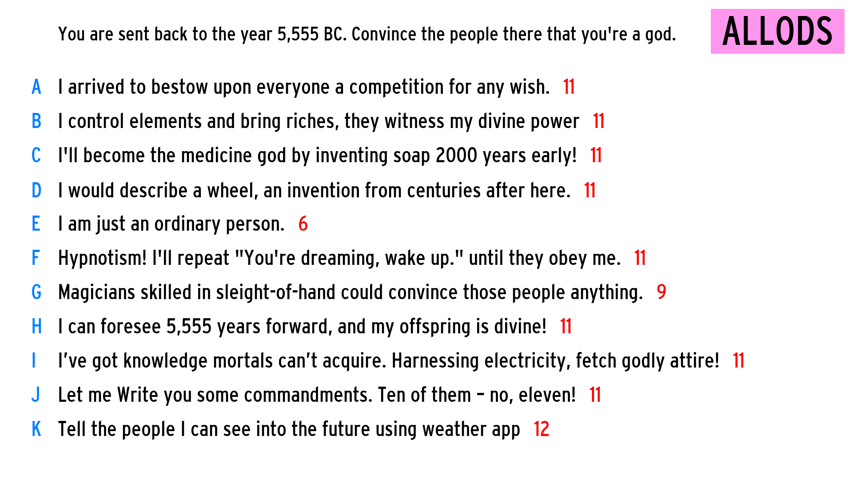 You are sent back to the year 5,555 BC. Convince the people there that you're a god.
ALLODS
A I arrived to bestow upon everyone a competition for any wish. 11
B I control elements and bring riches, they witness my divine power 11
C I'll become the medicine god by inventing soap 2000 years early! 11
D I would describe a wheel, an invention from centuries after here. 11
E I am just an ordinary person. 6
F Hypnotism! I'll repeat "You're dreaming, wake up." until they obey me. 11
G Magicians skilled in sleight-of-hand could convince those people anything. 9
H I can foresee 5,555 years forward, and my offspring is divine! 11
I I’ve got knowledge mortals can’t acquire. Harnessing electricity, fetch godly attire! 11
J Let me Write you some commandments. Ten of them – no, eleven! 11
K Tell the people I can see into the future using weather app 12